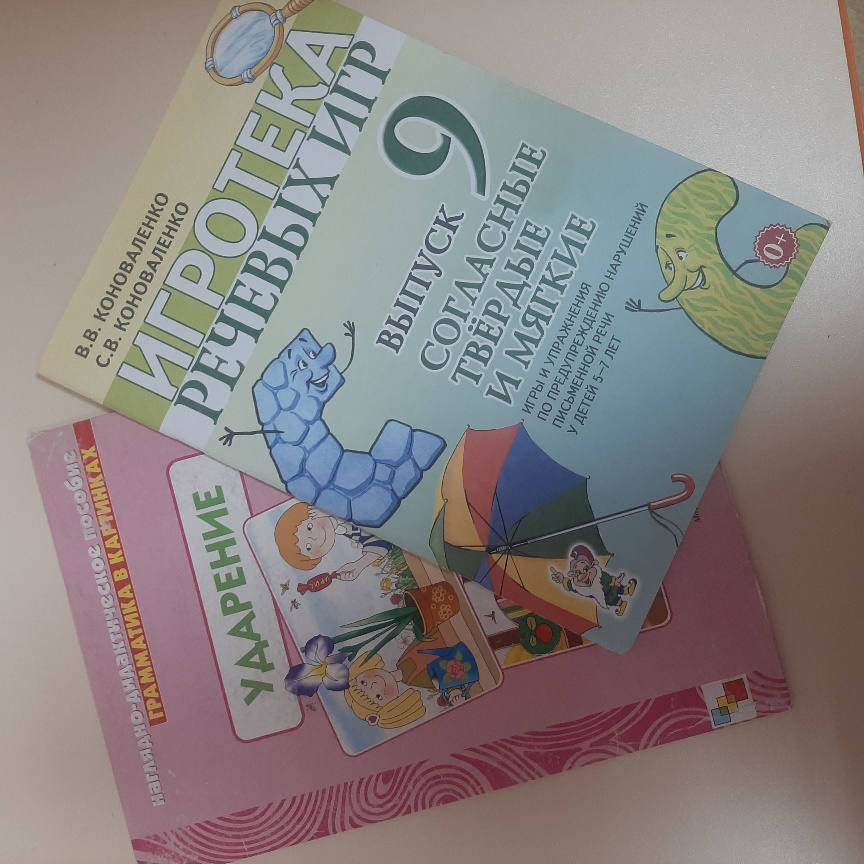 В.В. КОНОВАЛЕНКО
С.В. КОНОВАЛЕНКО
ИГРОТЕКА
РЕЧЕВЫХ ИГР
ВЫПУСК 9
СОГЛАСНЫЕ
ТВЁРДЫЕ
И МЯГКИЕ
ИГРЫ И УПРАЖНЕНИЯ
ПО ПРЕДУПРЕЖДЕНИЮ НАРУШЕНИЙ
ПИСЬМЕННОЙ РЕЧИ
У ДЕТЕЙ 5-7 ЛЕТ
0+
НАГЛЯДНО-ДИДАКТИЧЕСКОЕ ПОСОБИЕ
ГРАММАТИКА В КАРТИНКАХ
УДАРЕНИЕ